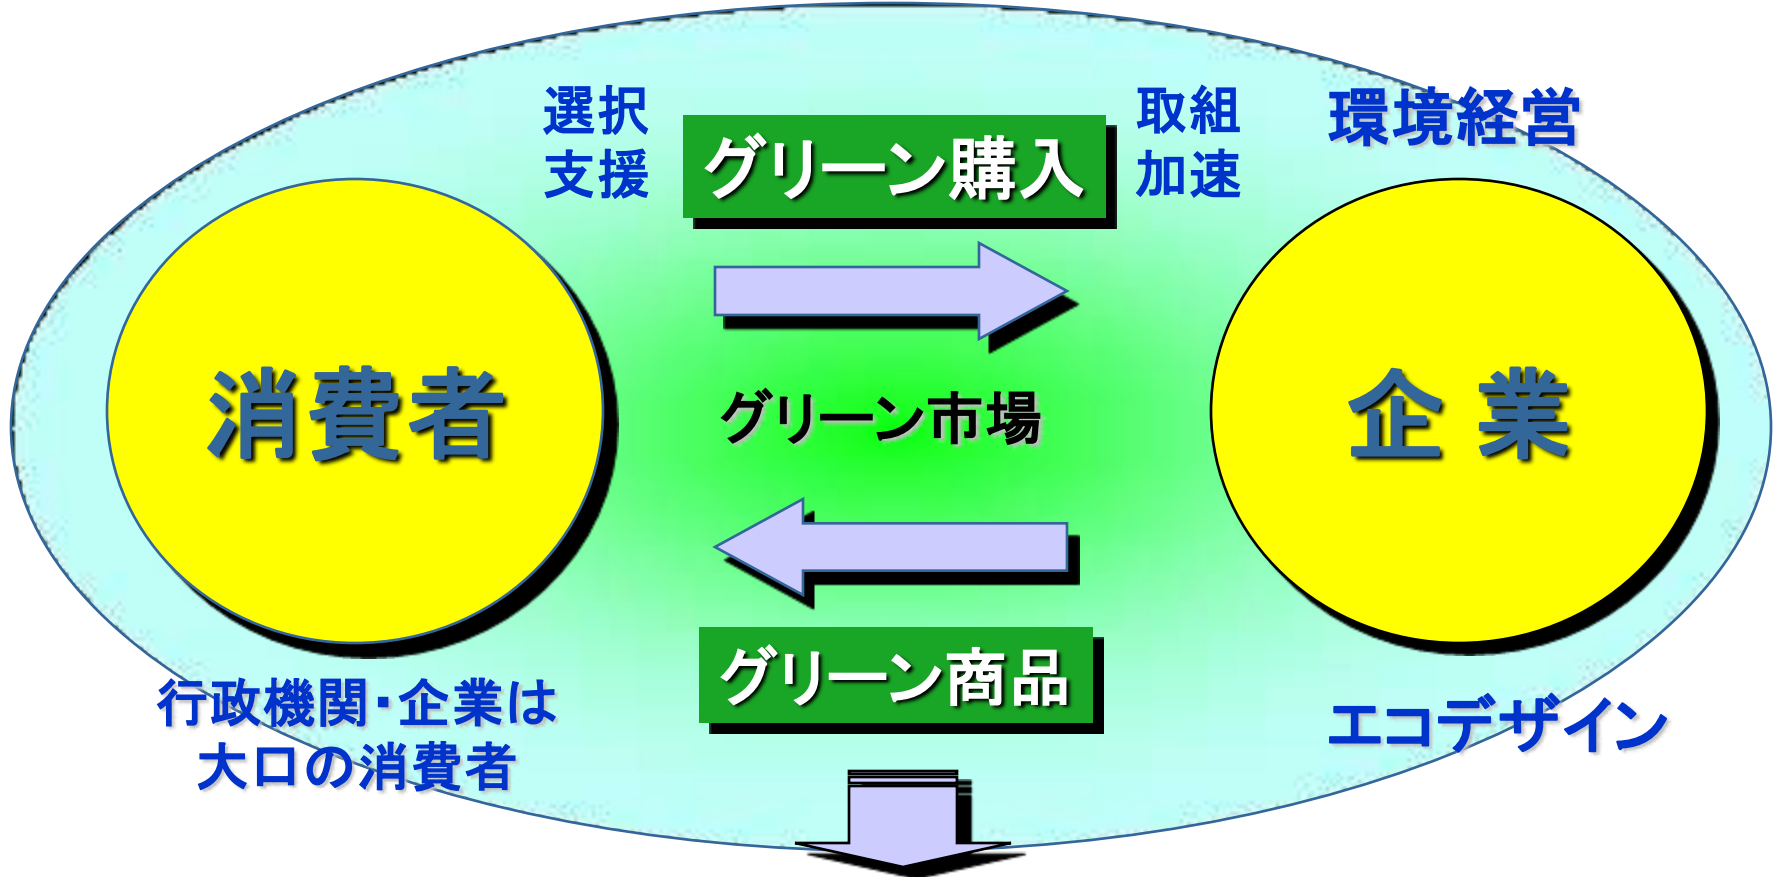 選択
支援
グリーン購入
取組
加速
環境経営
消費者
グリーン市場
企業
グリーン商品
行政機関・企業は
大口の消費者
エコデザイン